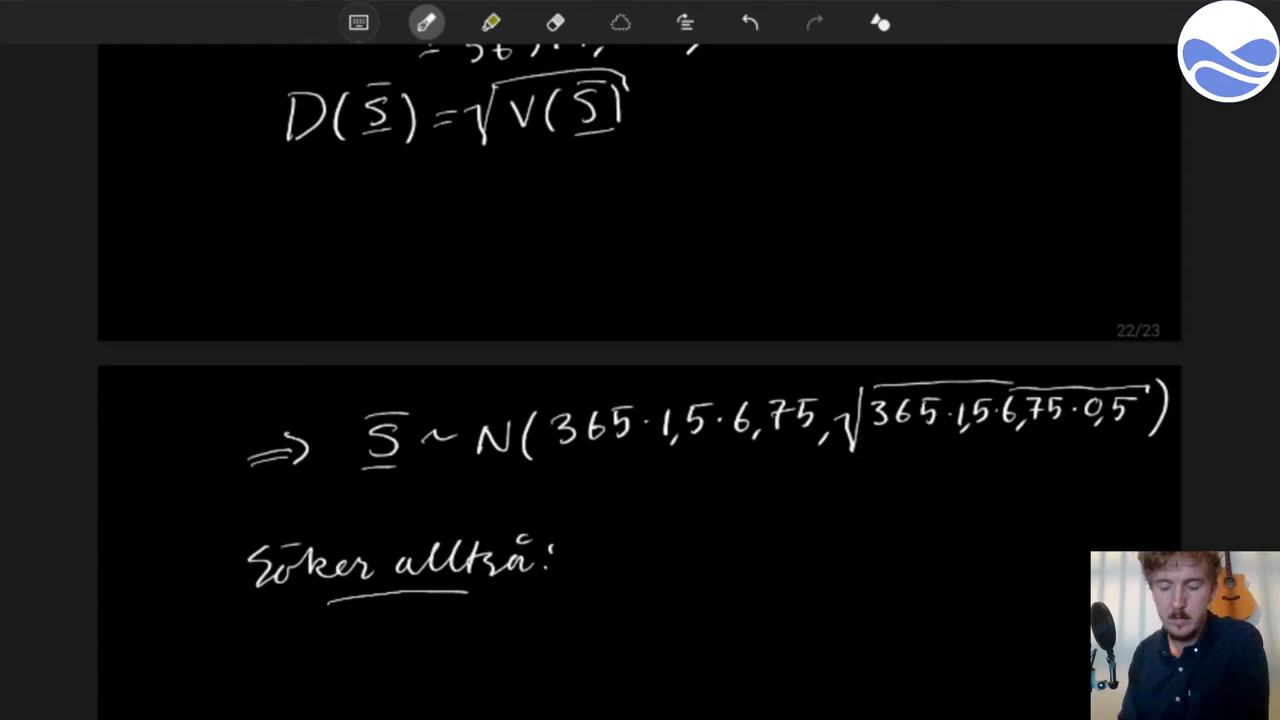 D(S̲̅) = √V(S̲̅)
22/23
⇒ S̲̅ ~ N(365·1,5·6,75, √365·1,5·6,75·0,5)
Söker alltså: